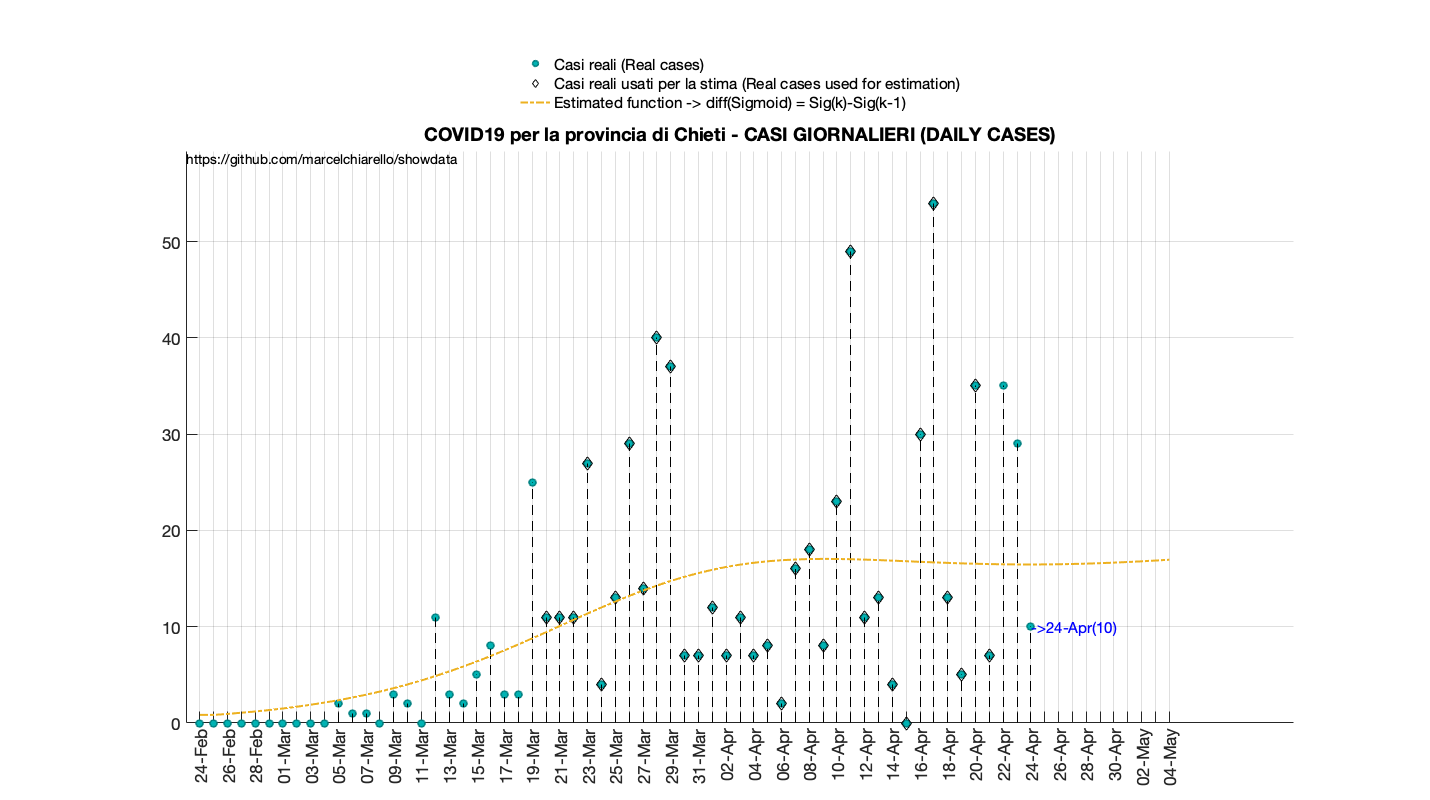 Casi reali (Real cases)
Casi reali usati per la stima (Real cases used for estimation)
Estimated function -> diff(Sigmoid) = Sig(k)-Sig(k-1)
COVID19 per la provincia di Chieti - CASI GIORNALIERI (DAILY CASES)
https://github.com/marcelchiarello/showdata
50
40
30
20
10
0
->24-Apr(10)
24-Feb
26-Feb
28-Feb
01-Mar
03-Mar
05-Mar
07-Mar
09-Mar
11-Mar
13-Mar
15-Mar
17-Mar
19-Mar
21-Mar
23-Mar
25-Mar
27-Mar
29-Mar
31-Mar
02-Apr
04-Apr
06-Apr
08-Apr
10-Apr
12-Apr
14-Apr
16-Apr
18-Apr
20-Apr
22-Apr
24-Apr
26-Apr
28-Apr
30-Apr
02-May
04-May